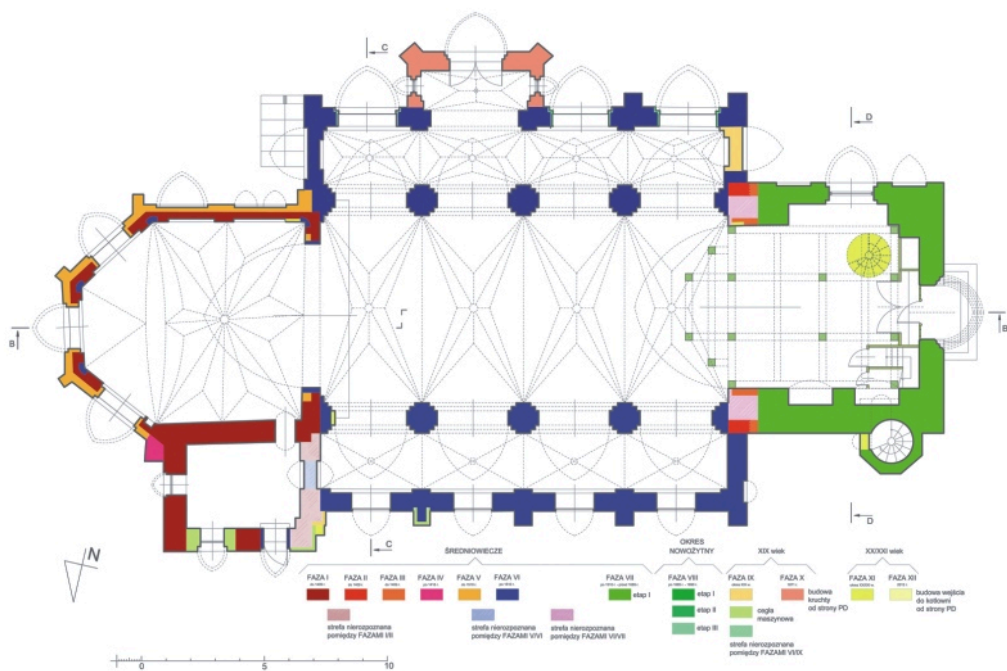 C
D
B
B
N
C
D
ŚREDNIOWIECZE
OKRES
NOWOŻYTNY
XIX wiek
XX/XXI wiek
FAZA I
FAZA II
FAZA III
FAZA IV
FAZA V
FAZA VI
FAZA VII
FAZA VIII
FAZA IX
FAZA X
FAZA XI
FAZA XII
etap I
etap I
etap II
etap III
budowa
kruchty
od strony PD
cegła
maszynowa
budowa wejścia
do kotłowni
od strony PD
strefa nierozpoznana
pomiędzy FAZAMI I/II
strefa nierozpoznana
pomiędzy FAZAMI V/VI
strefa nierozpoznana
pomiędzy FAZAMI VI/VII
strefa nierozpoznana
pomiędzy FAZAMI VI/IX
0 5 10